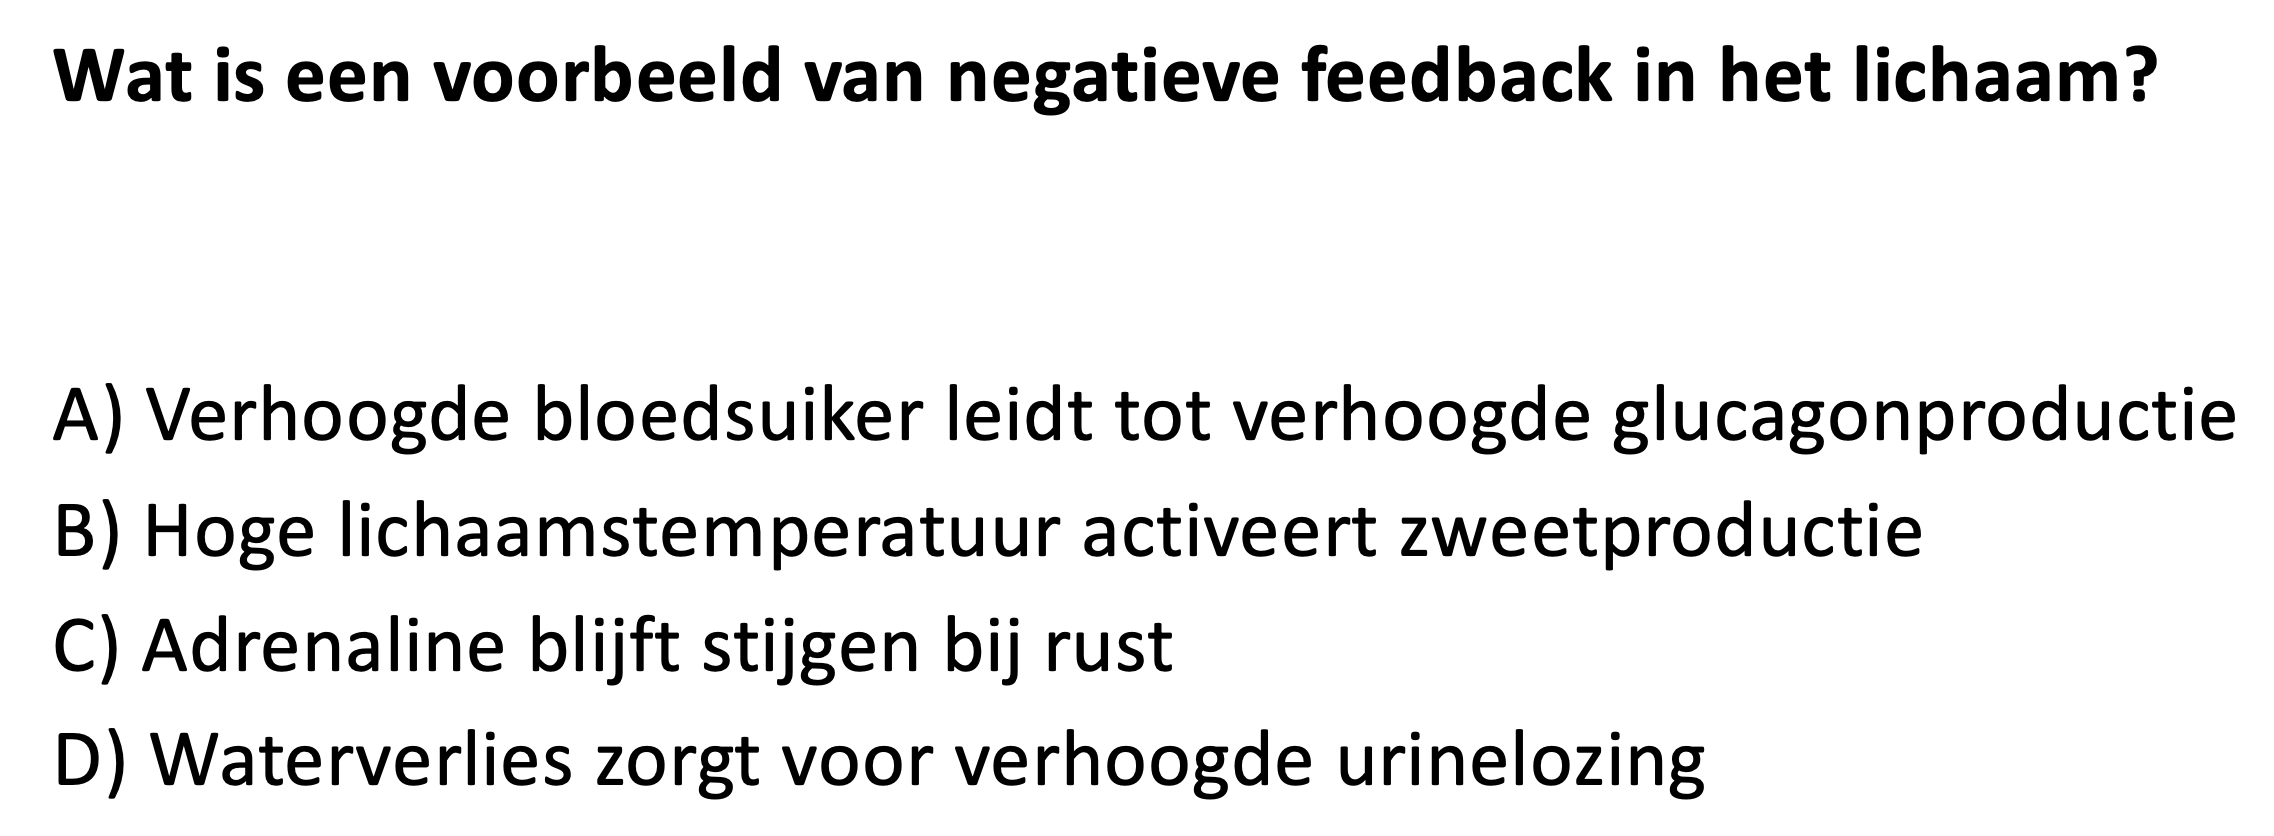 Wat is een voorbeeld van negatieve feedback in het lichaam?
A) Verhoogde bloedsuiker leidt tot verhoogde glucagonproductie
B) Hoge lichaamstemperatuur activeert zweetproductie
C) Adrenaline blijft stijgen bij rust
D) Waterverlies zorgt voor verhoogde urinelozing